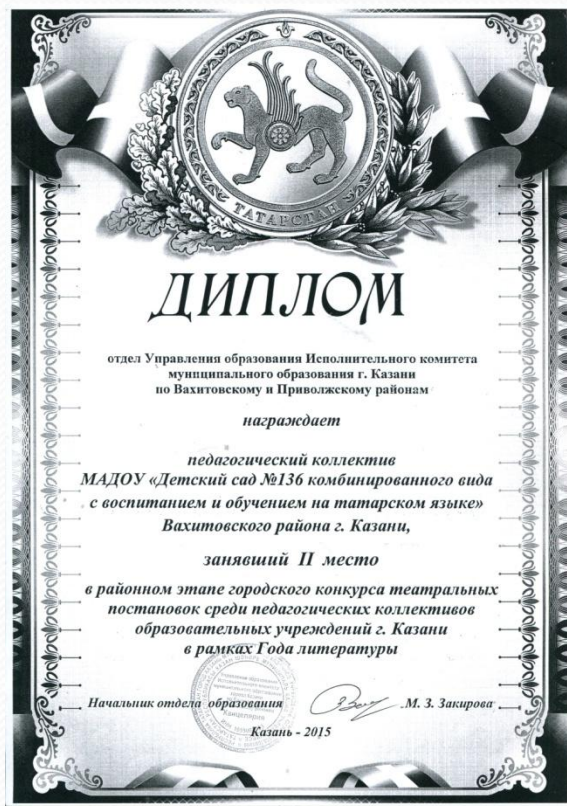 ТАТАРСТАН
ДИПЛОМ
отдел Управления образования Исполнительного комитета
муниципального образования г. Казани
по Вахитовскому и Приволжскому районам
награждает
педагогический коллектив
МАДОУ «Детский сад №136 комбинированного вида
с воспитанием и обучением на татарском языке»
Вахитовского района г. Казани,
занявший II место
в районном этапе городского конкурса театральных
постановок среди педагогических коллективов
образовательных учреждений г. Казани
в рамках Года литературы
Начальник отдела образования М. З. Закирова
Казань - 2015